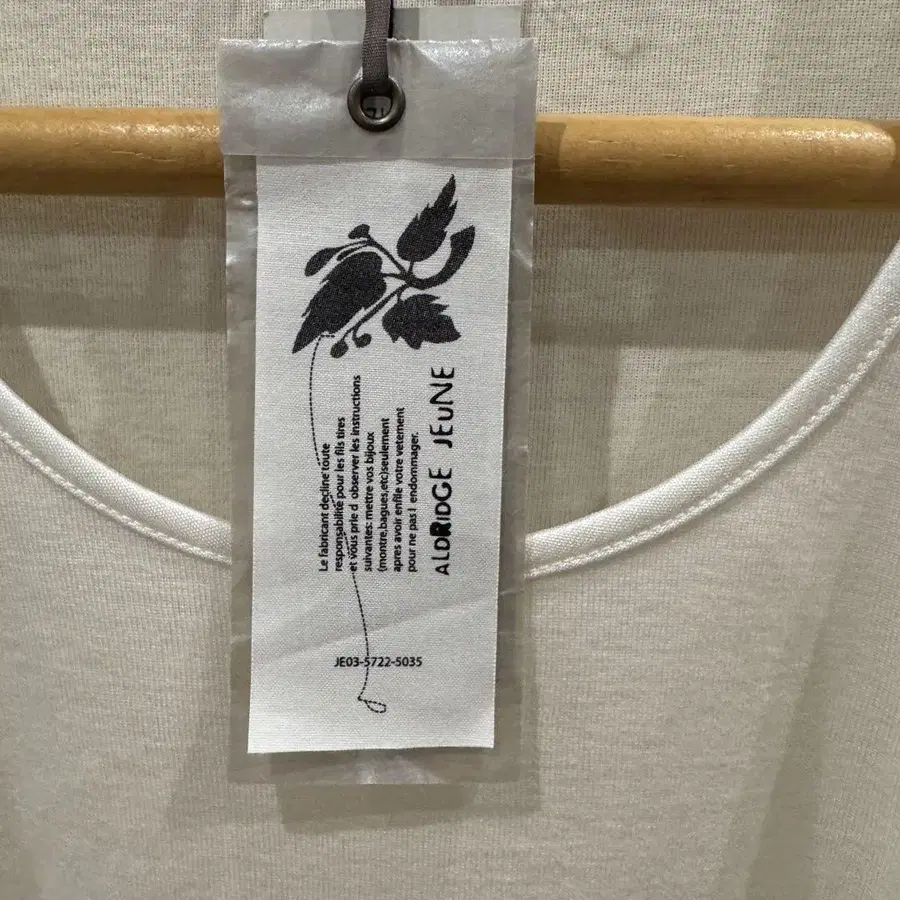 Le fabricant decline toute
responsabilité pour les fils tires
et vous prie d observer les instructions
suivantes: mettre vos bijoux
(montre,bagues,etc)seulement
apres avoir enfile votre vetement
pour ne pas l endommager.
ALDRIDGE JEUNE
JE03-5722-5035